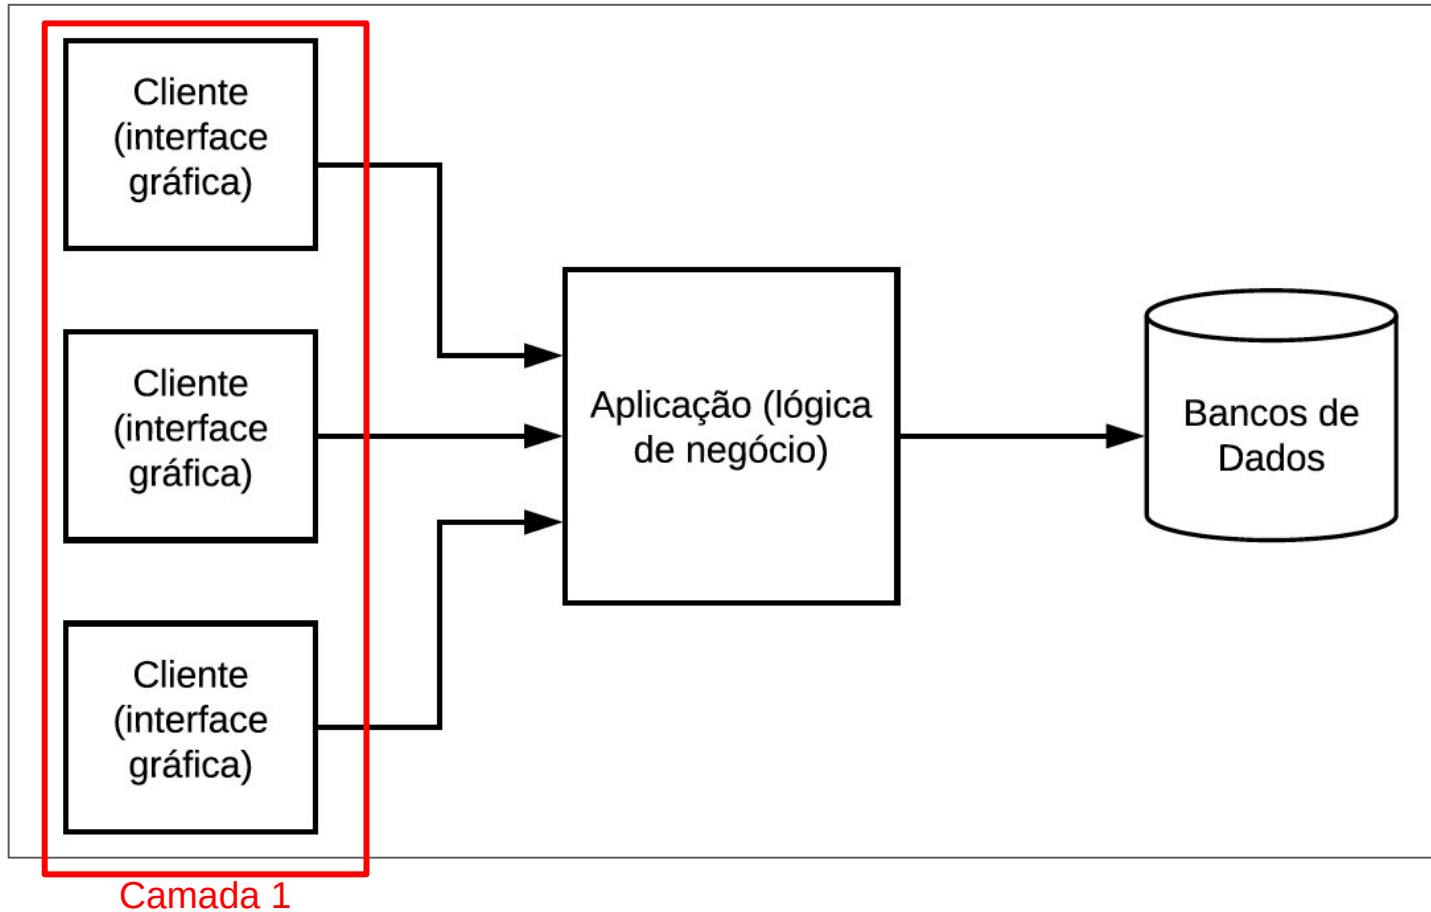 Cliente
(interface
gráfica)
Cliente
(interface
gráfica)
Cliente
(interface
gráfica)
Aplicação (lógica
de negócio)
Bancos de
Dados
Camada 1